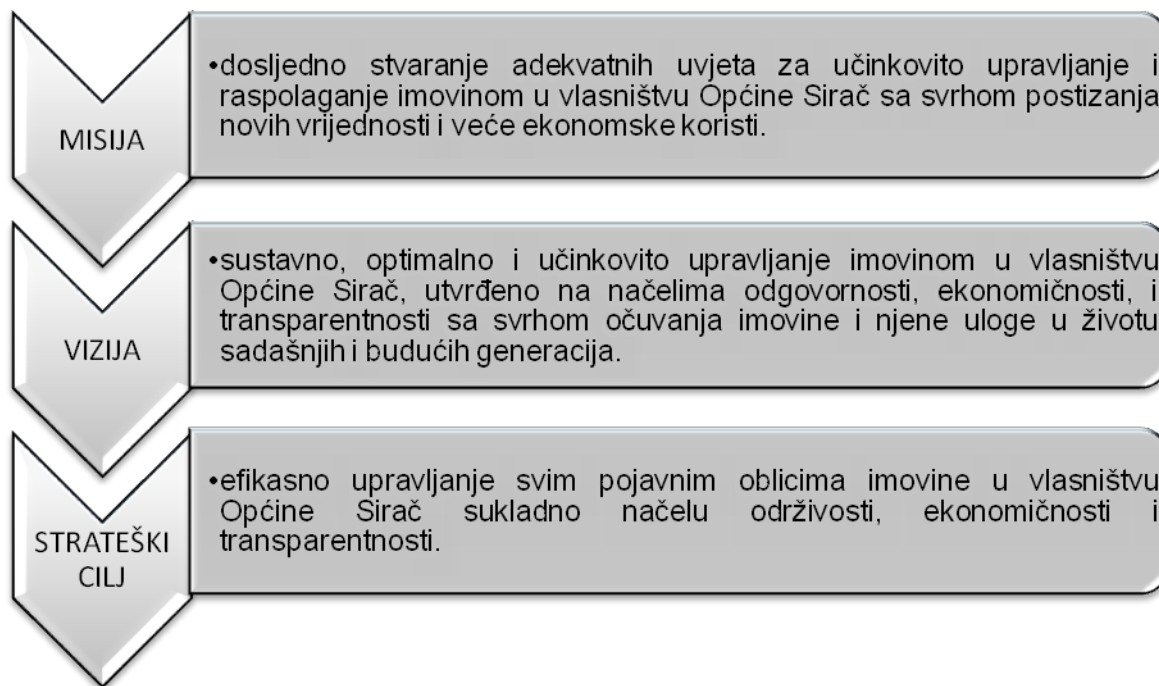 MISIJA
•dosljedno stvaranje adekvatnih uvjeta za učinkovito upravljanje i
raspolaganje imovinom u vlasništvu Općine Sirač sa svrhom postizanja
novih vrijednosti i veće ekonomske koristi.
VIZIJA
•sustavno, optimalno i učinkovito upravljanje imovinom u vlasništvu
Općine Sirač, utvrđeno na načelima odgovornosti, ekonomičnosti, i
transparentnosti sa svrhom očuvanja imovine i njene uloge u životu
sadašnjih i budućih generacija.
STRATEŠKI
CILJ
•efikasno upravljanje svim pojavnim oblicima imovine u vlasništvu
Općine Sirač sukladno načelu održivosti, ekonomičnosti i
transparentnosti.